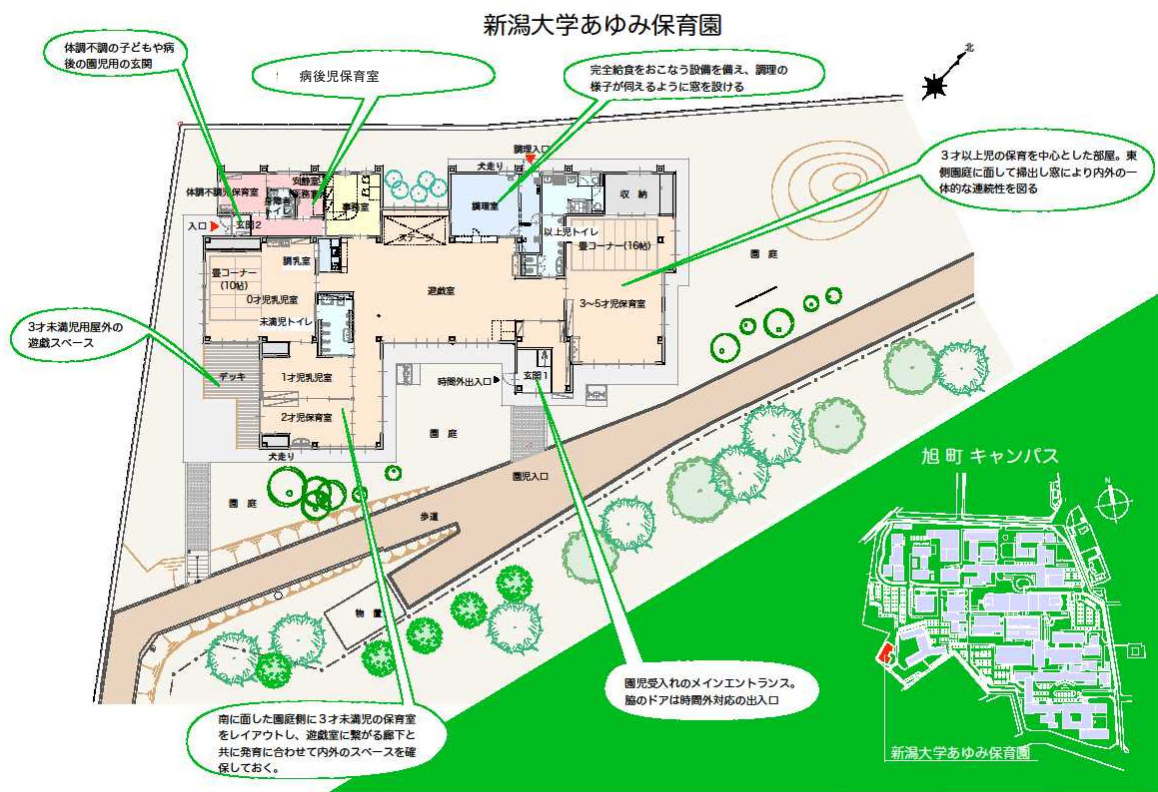 新潟大学あゆみ保育園
北
体調不調の子どもや病
後の園児用の玄関
病後児保育室
完全給食をおこなう設備を備え、調理の
様子が伺えるように窓を設ける
3才以上児の保育を中心とした部屋。東
側園庭に面して掃出し窓により内外の一
体的な連続性を図る
調理入口
犬走り
安静室
体調不調児保育室
事務室
調理室
収納
入口
玄関2
ステージ
以上児トイレ
畳コーナー(16帖)
園庭
調乳室
畳コーナー
(10帖)
0才児乳児室
遊戯室
3～5才児保育室
未満児トイレ
3才未満児用屋外の
遊戯スペース
デッキ
1才児乳児室
時間外出入口
玄関1
2才児保育室
園庭
犬走り
園児入口
園庭
歩道
物置
旭町キャンパス
N
園児受入れのメインエントランス。
脇のドアは時間外対応の出入口
南に面した園庭側に3才未満児の保育室
をレイアウトし、遊戯室に繋がる廊下と
共に発育に合わせて内外のスペースを確
保しておく。
新潟大学あゆみ保育園